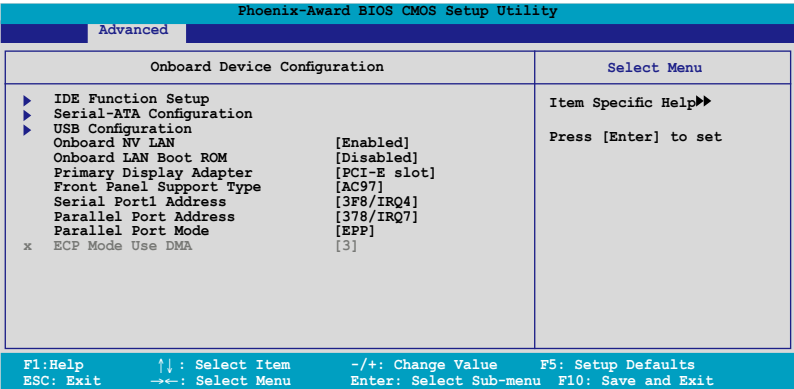 Phoenix-Award BIOS CMOS Setup Utility
Advanced
Onboard Device Configuration
Select Menu
IDE Function Setup
Serial-ATA Configuration
USB Configuration
Onboard NV LAN [Enabled]
Onboard LAN Boot ROM [Disabled]
Primary Display Adapter [PCI-E slot]
Front Panel Support Type [AC97]
Serial Port1 Address [3F8/IRQ4]
Parallel Port Address [378/IRQ7]
Parallel Port Mode [EPP]
x ECP Mode Use DMA [3]
Item Specific Help
Press [Enter] to set
F1:Help ↑↓: Select Item -/+: Change Value F5: Setup Defaults
ESC: Exit →←: Select Menu Enter: Select Sub-menu F10: Save and Exit